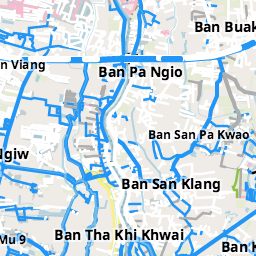 Ban Buak
n Viang
Ban Pa Ngio
Ban San Pa Kwao
Ngiw
Ban San Klang
Ban Tha Khi Khwai
Mu 9
Ban K